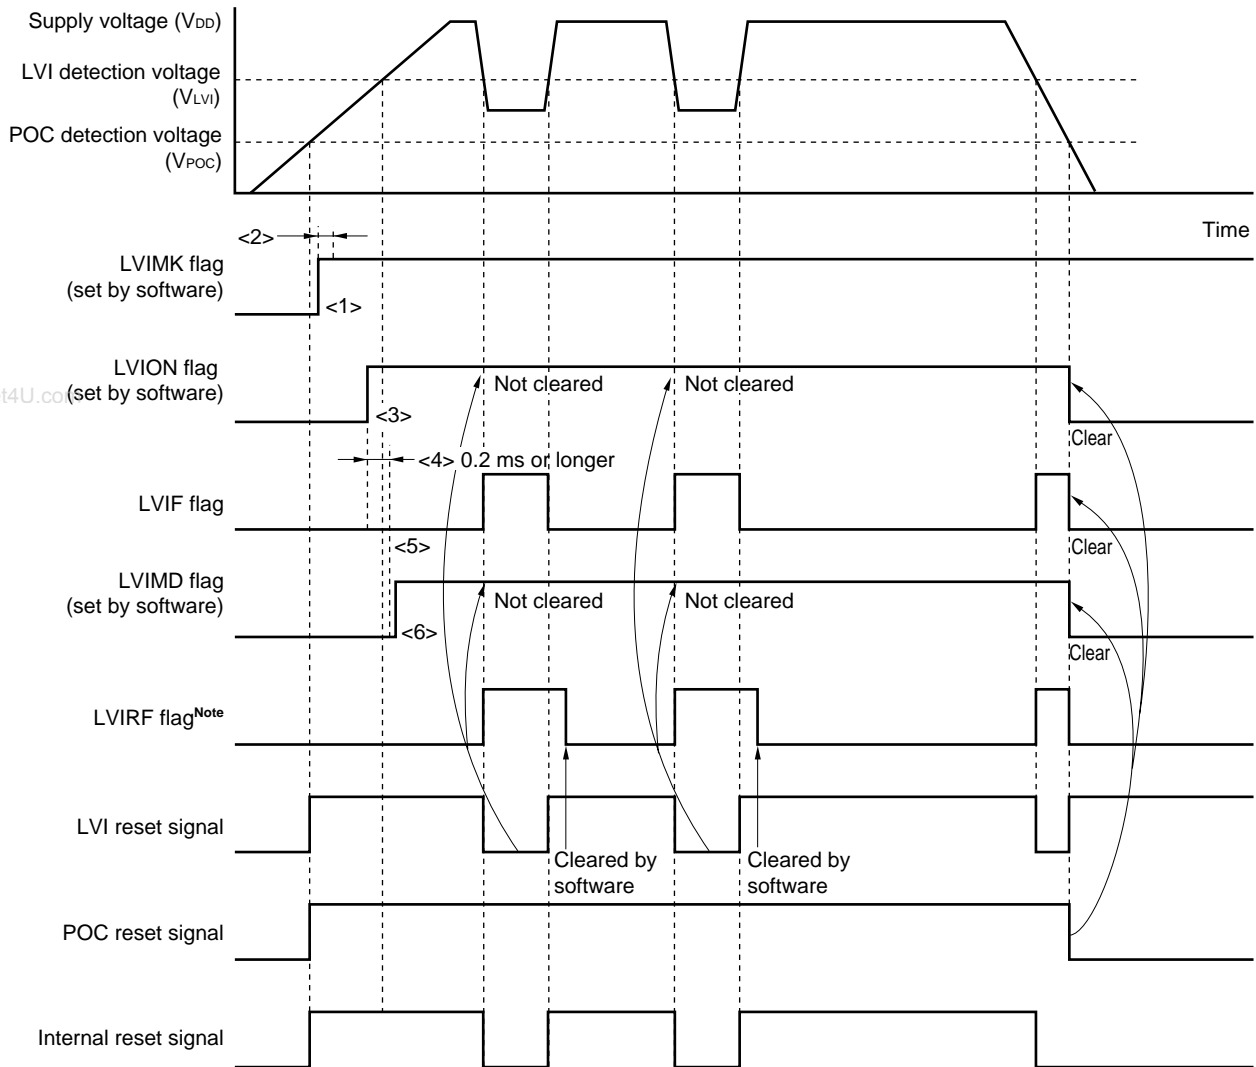 Supply voltage (VDD)
LVI detection voltage
(VLVI)
POC detection voltage
(VPOC)
Time
<2>
LVIMK flag
(set by software)
<1>
LVION flag
(set by software)
et4U.com
Not cleared
Not cleared
<3>
Clear
<4> 0.2 ms or longer
LVIF flag
<5>
Clear
LVIMD flag
(set by software)
Not cleared
Not cleared
<6>
Clear
LVIRF flagNote
LVI reset signal
Cleared by
software
Cleared by
software
POC reset signal
Internal reset signal